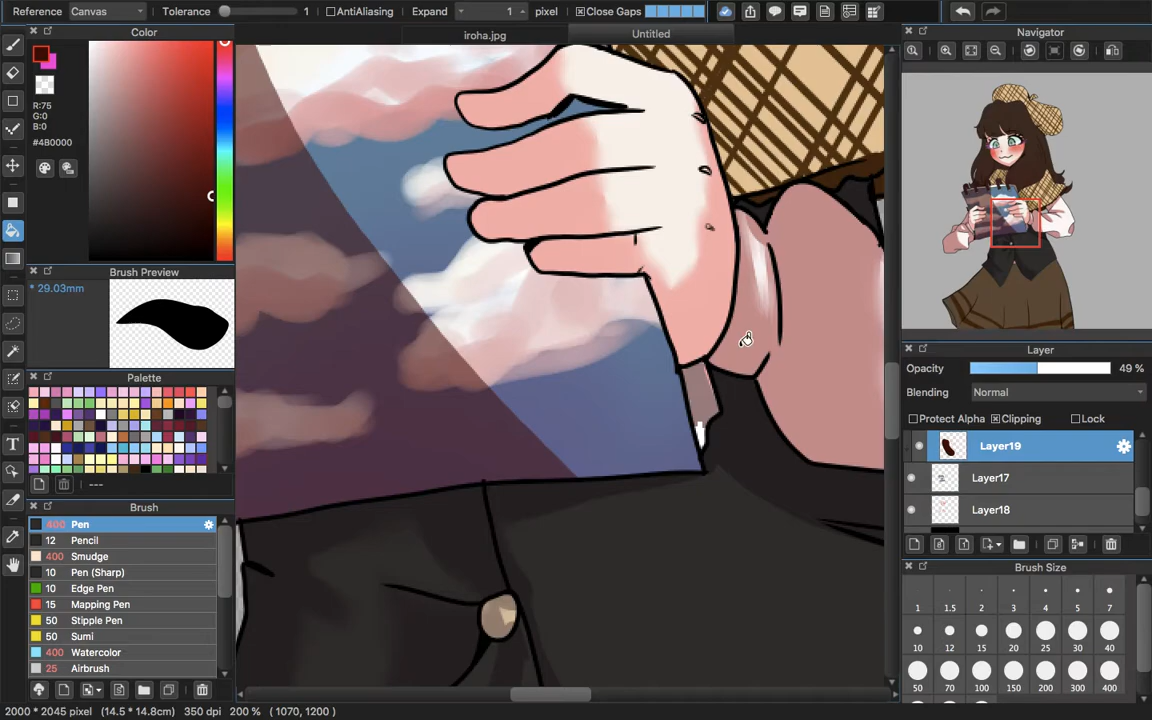 Reference Canvas Tolerance 1 AntiAliasing Expand 1 pixel Close Gaps
Color
iroha.jpg
Untitled
Navigator
R:75
G:0
B:0
#4B0000
Brush Preview
* 29.03mm
Palette
---
Brush
400 Pen
12 Pencil
400 Smudge
10 Pen (Sharp)
10 Edge Pen
15 Mapping Pen
50 Stipple Pen
50 Sumi
400 Watercolor
25 Airbrush
Layer
Opacity 49 %
Blending Normal
Protect Alpha Clipping Lock
Layer19
Layer17
Layer18
Brush Size
1 1.5 2 3 4 5 7
10 12 15 20 25 30 40
50 70 100 150 200 300 400
2000 * 2045 pixel (14.5 * 14.8cm) 350 dpi 200 % ( 1070, 1200 )